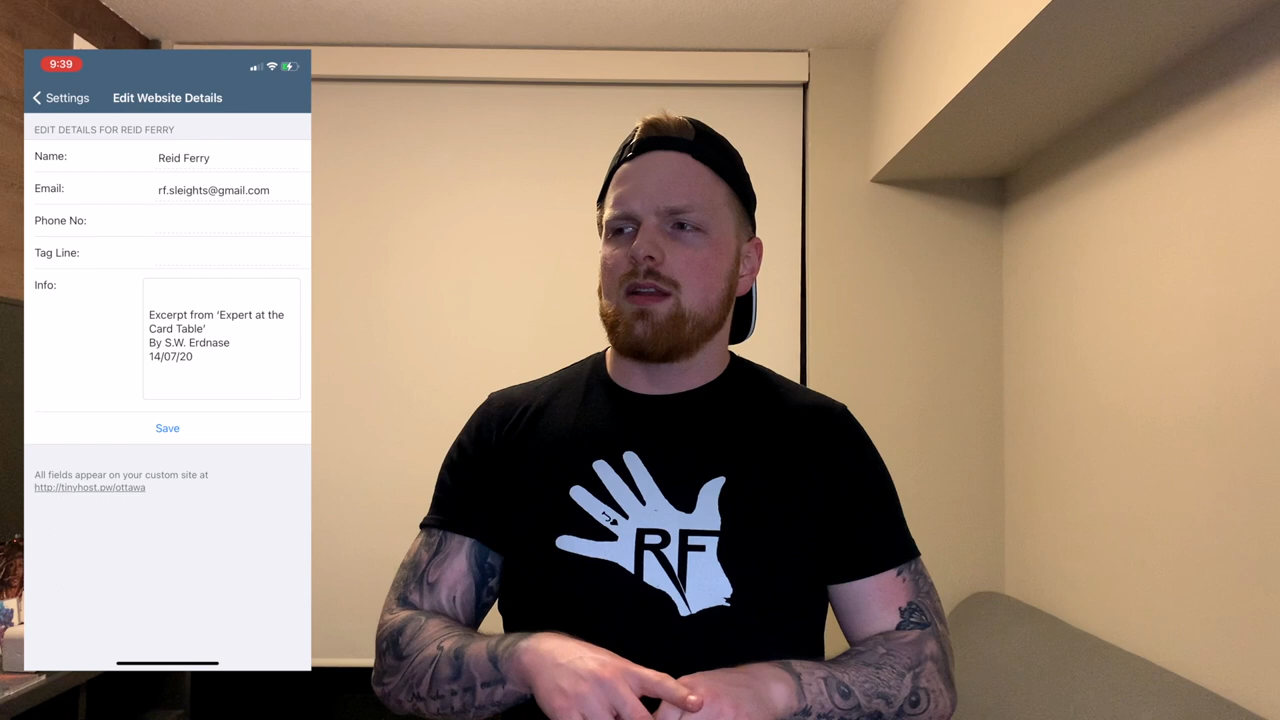 9:39
Settings
Edit Website Details
EDIT DETAILS FOR REID FERRY
Name:
Reid Ferry
Email:
rf.sleights@gmail.com
Phone No:
Tag Line:
Info:
Excerpt from ‘Expert at the
Card Table’
By S.W. Erdnase
14/07/20
Save
All fields appear on your custom site at
http://tinyhost.pw/ottawa
J♠
RF